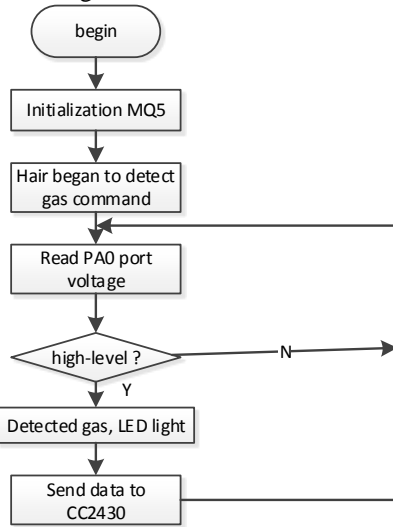 begin
Initialization MQ5
Hair began to detect
gas command
Read PA0 port
voltage
high-level ?
N
Y
Detected gas, LED light
Send data to
CC2430